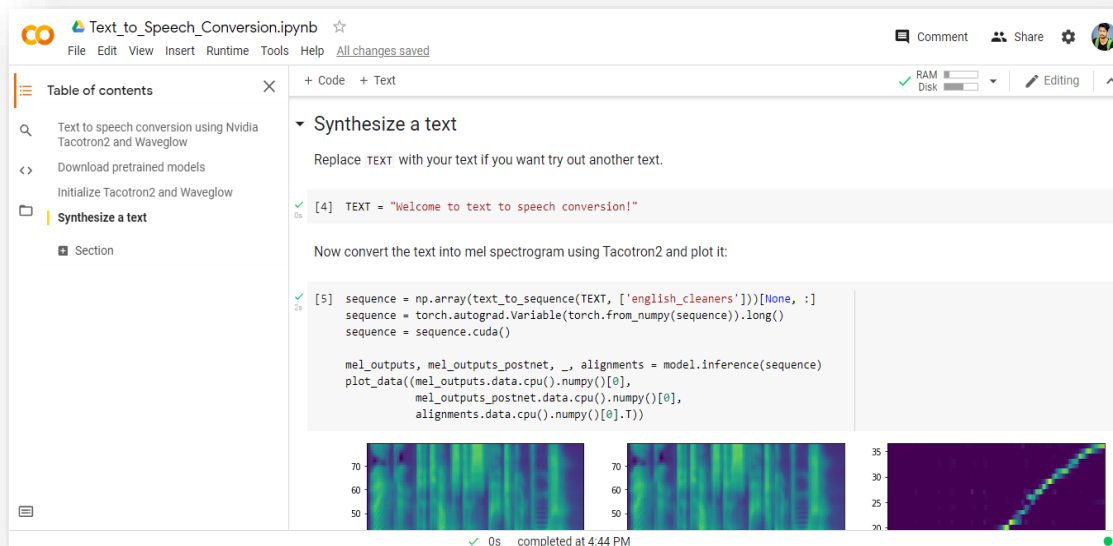 Text_to_Speech_Conversion.ipynb
File Edit View Insert Runtime Tools Help All changes saved
Comment Share
Table of contents
Text to speech conversion using Nvidia
Tacotron2 and Waveglow
Download pretrained models
Initialize Tacotron2 and Waveglow
Synthesize a text
Section
+ Code + Text
RAM
Disk
Editing
Synthesize a text
Replace TEXT with your text if you want try out another text.
0s
[4] TEXT = "Welcome to text to speech conversion!"
Now convert the text into mel spectrogram using Tacotron2 and plot it:
2s
[5] sequence = np.array(text_to_sequence(TEXT, ['english_cleaners']))[None, :]
sequence = torch.autograd.Variable(torch.from_numpy(sequence)).long()
sequence = sequence.cuda()
mel_outputs, mel_outputs_postnet, _, alignments = model.inference(sequence)
plot_data((mel_outputs.data.cpu().numpy()[0],
mel_outputs_postnet.data.cpu().numpy()[0],
alignments.data.cpu().numpy()[0].T))
70
60
50
70
60
50
35
30
25
20
0s completed at 4:44 PM